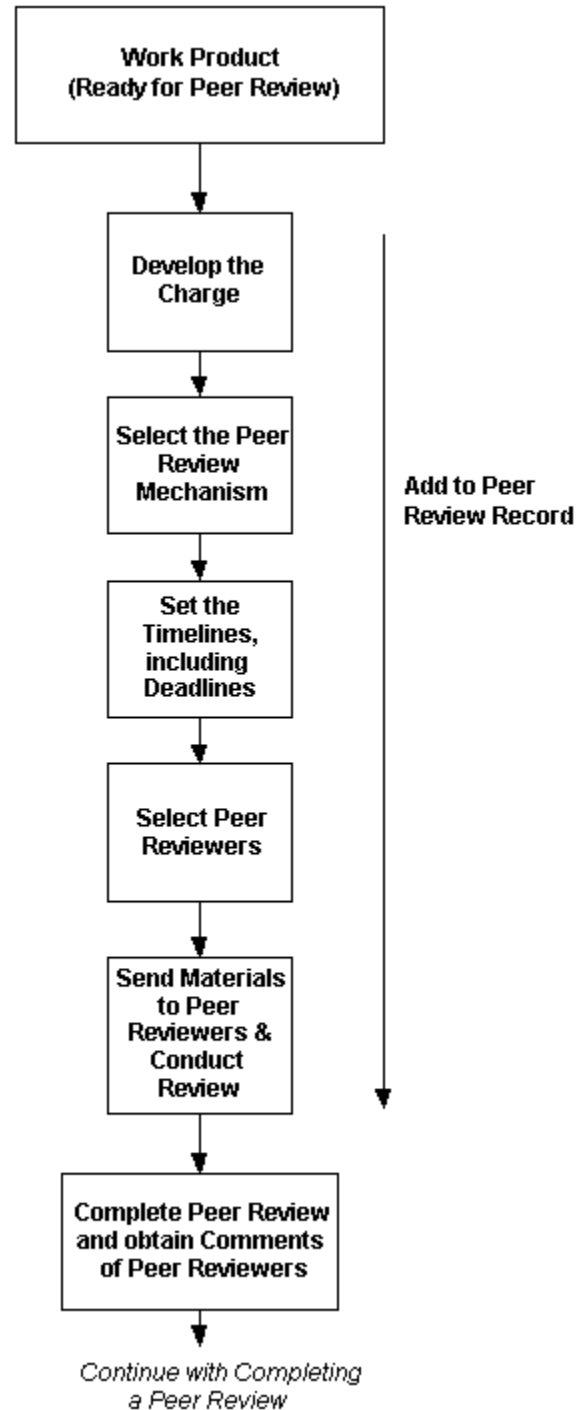 Work Product
(Ready for Peer Review)
Develop the
Charge
Select the Peer
Review
Mechanism
Add to Peer
Review Record
Set the
Timelines,
including
Deadlines
Select Peer
Reviewers
Send Materials
to Peer
Reviewers &
Conduct
Review
Complete Peer Review
and obtain Comments
of Peer Reviewers
Continue with Completing
a Peer Review